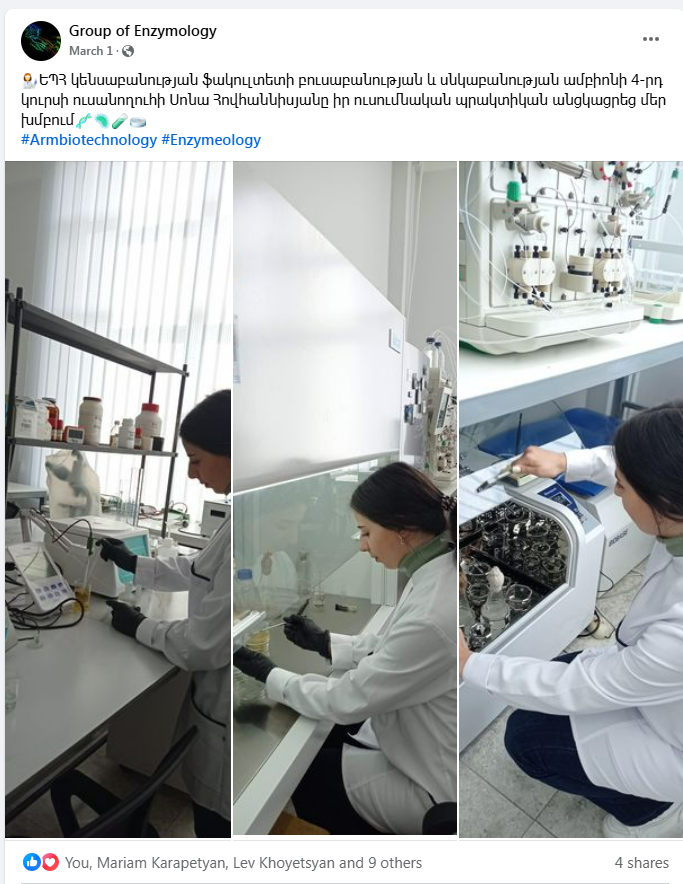 Group of Enzymology
March 1
ԵՊՀ կենսաբանության ֆակուլտետի բուսաբանության և սնկաբանության ամբիոնի 4-րդ
կուրսի ուսանողուհի Սոնա Հովհաննիսյանը իր ուսումնական պրակտիկան անցկացրեց մեր
խմբում
#Armbiotechnology #Enzymeology
You, Mariam Karapetyan, Lev Khoyetsyan and 9 others
4 shares